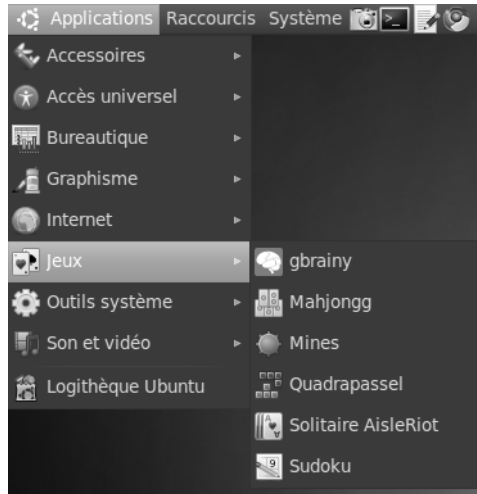 Applications Raccourcis Système
Accessoires
Accès universel
Bureautique
Graphisme
Internet
Jeux
Outils système
Son et vidéo
Logithèque Ubuntu
gbrainy
Mahjongg
Mines
Quadrapassel
Solitaire AisleRiot
Sudoku